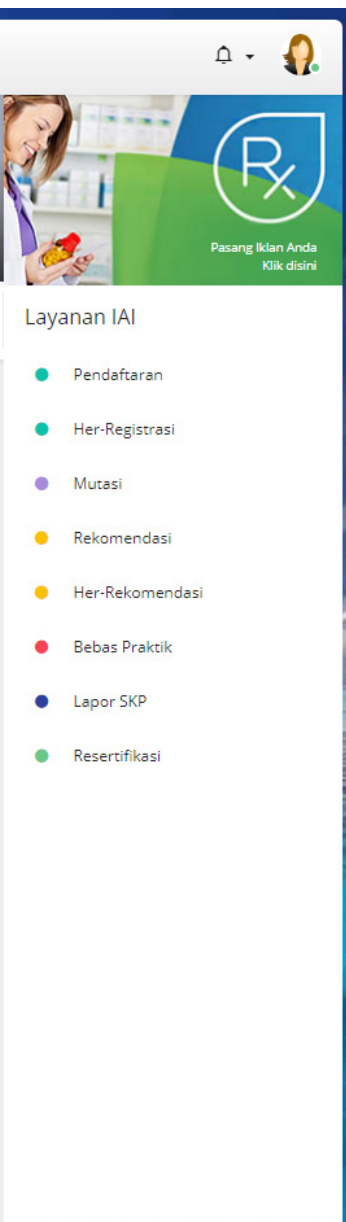 Rx
Pasang Iklan Anda
Klik disini
Layanan IAI
Pendaftaran
Her-Registrasi
Mutasi
Rekomendasi
Her-Rekomendasi
Bebas Praktik
Lapor SKP
Resertifikasi